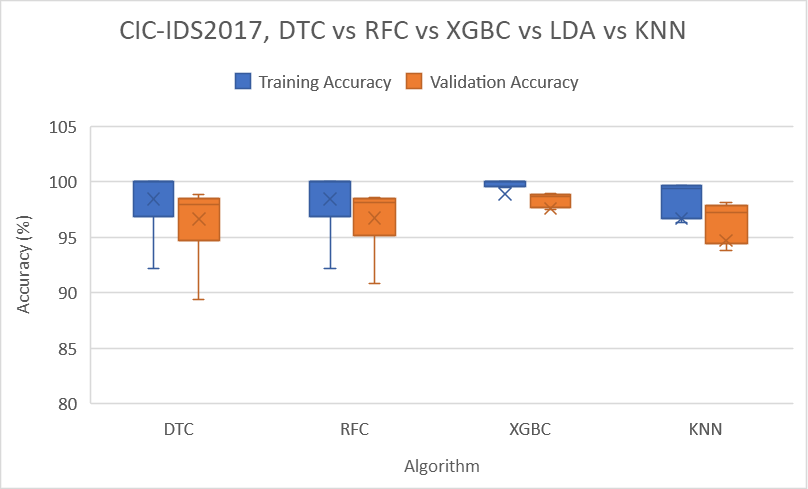 CIC-IDS2017, DTC vs RFC vs XGBC vs LDA vs KNN
Training Accuracy Validation Accuracy
105
100
95
90
85
80
Accuracy (%)
DTC RFC XGBC KNN
Algorithm